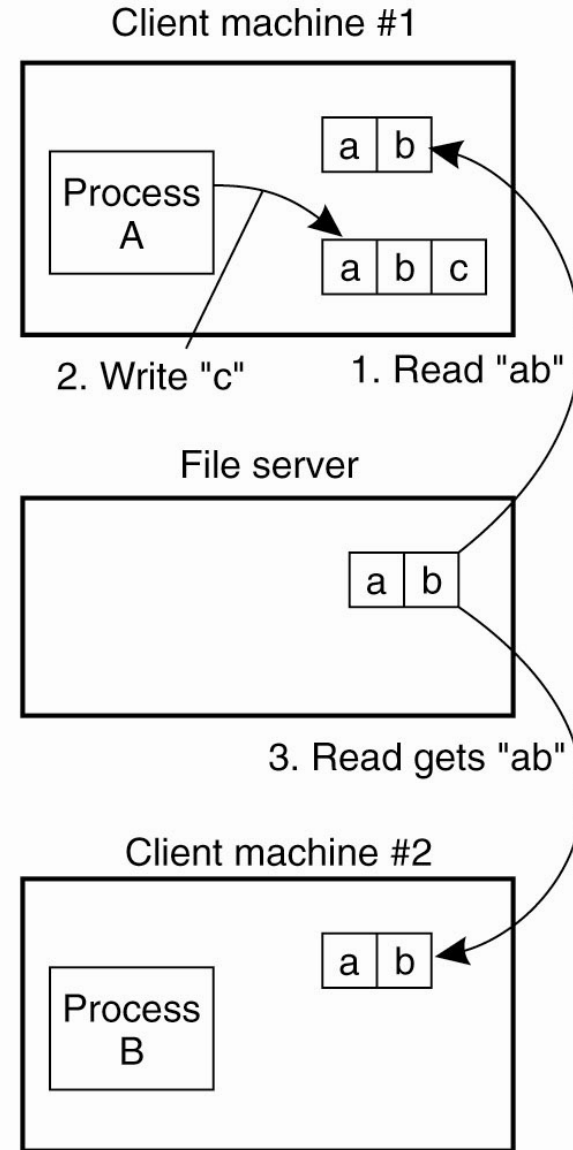 Client machine #1
a b
Process
A
a b c
2. Write "c"
1. Read "ab"
File server
a b
3. Read gets "ab"
Client machine #2
a b
Process
B